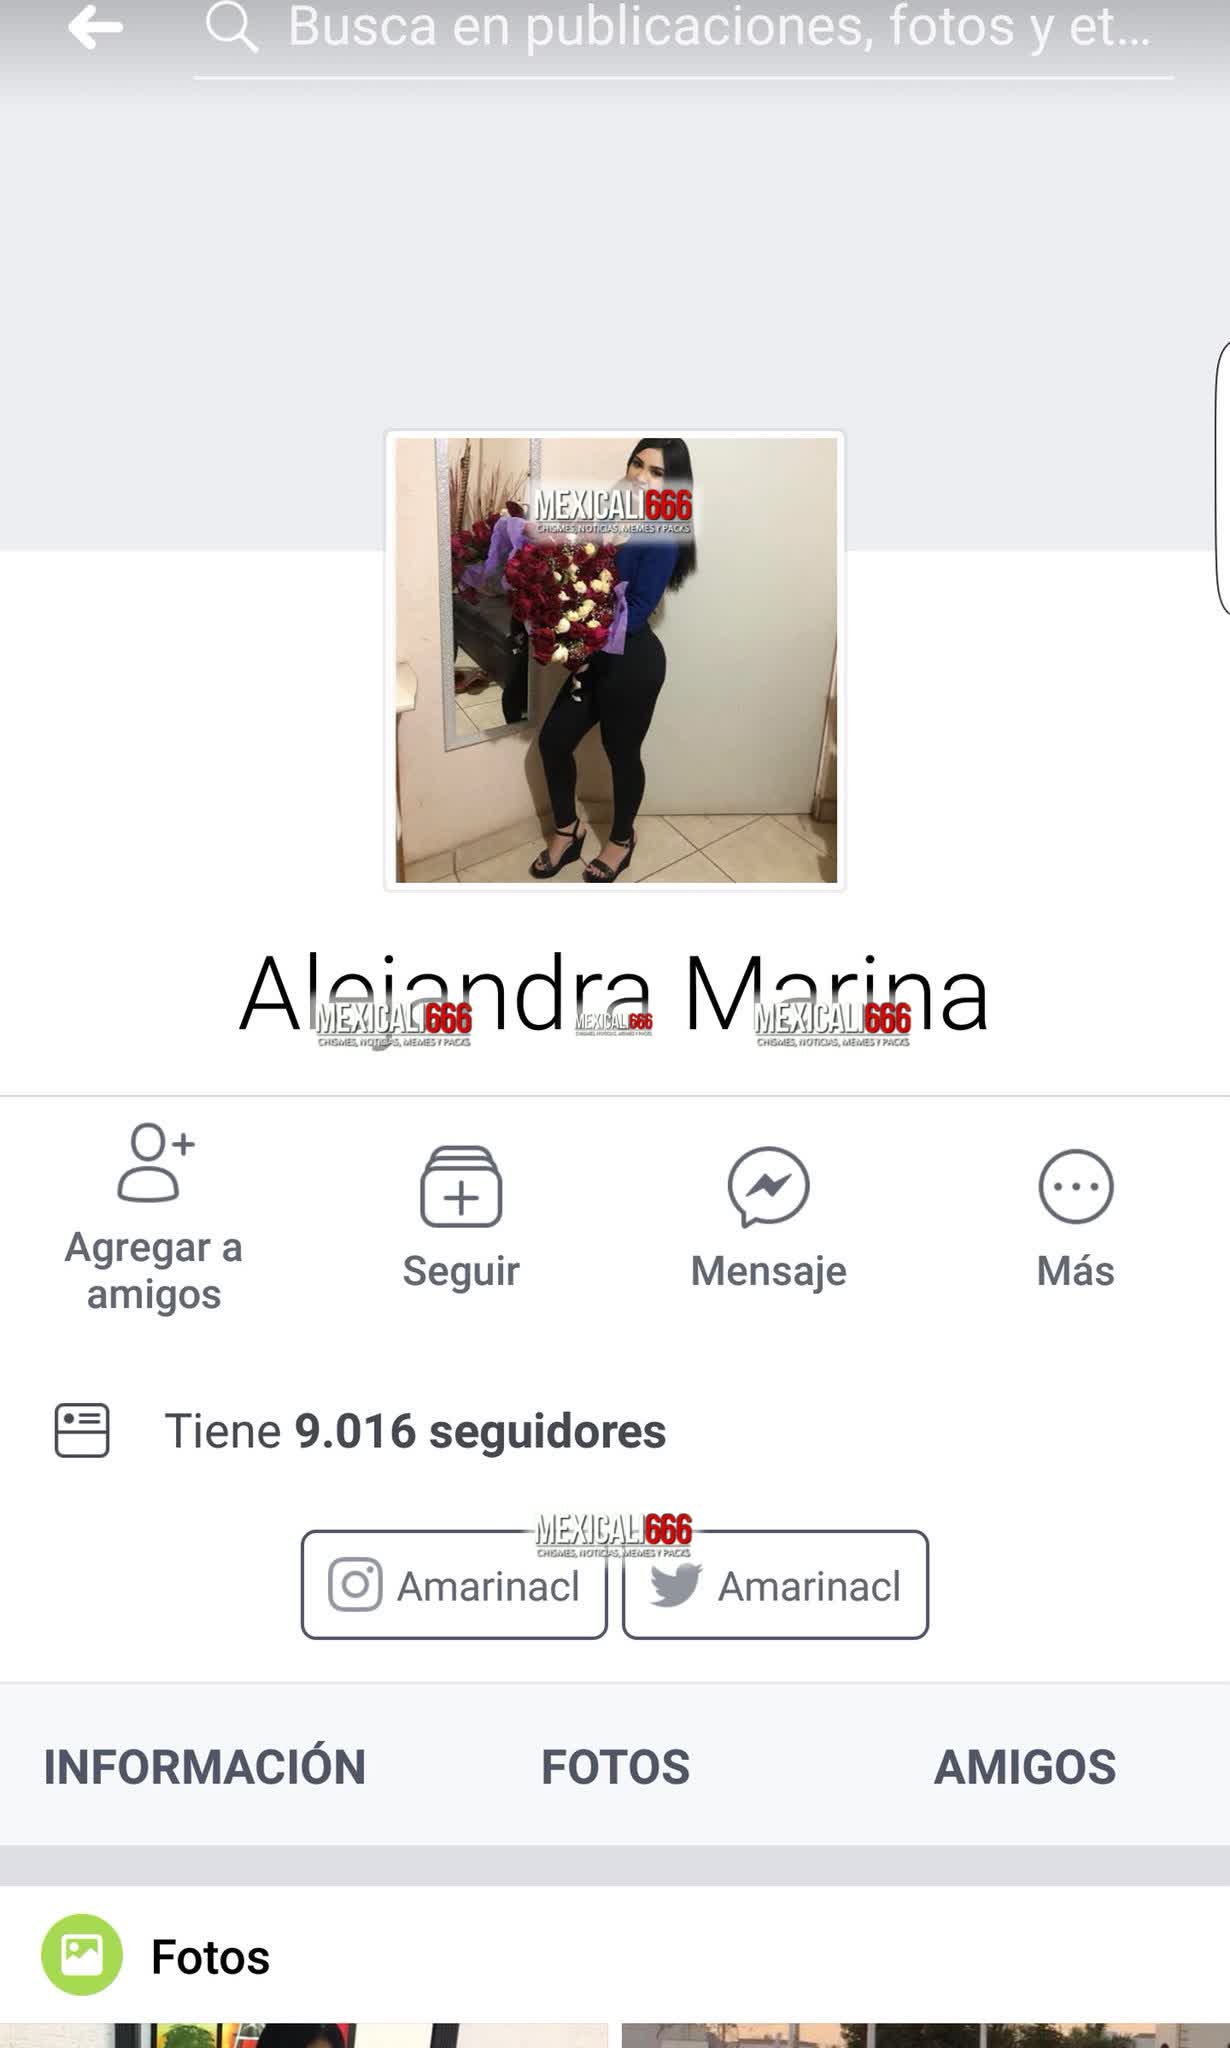 Busca en publicaciones, fotos y et...
MEXICALI666
CHISMES, NOTICIAS, MEMES Y PACKS
Alejandra Marina
MEXICALI666
CHISMES, NOTICIAS, MEMES Y PACKS
MEXICALI666
CHISMES, NOTICIAS, MEMES Y PACKS
MEXICALI666
CHISMES, NOTICIAS, MEMES Y PACKS
Agregar a
amigos
Seguir
Mensaje
Más
Tiene 9.016 seguidores
MEXICALI666
CHISMES, NOTICIAS, MEMES Y PACKS
Amarinacl
Amarinacl
INFORMACIÓN
FOTOS
AMIGOS
Fotos